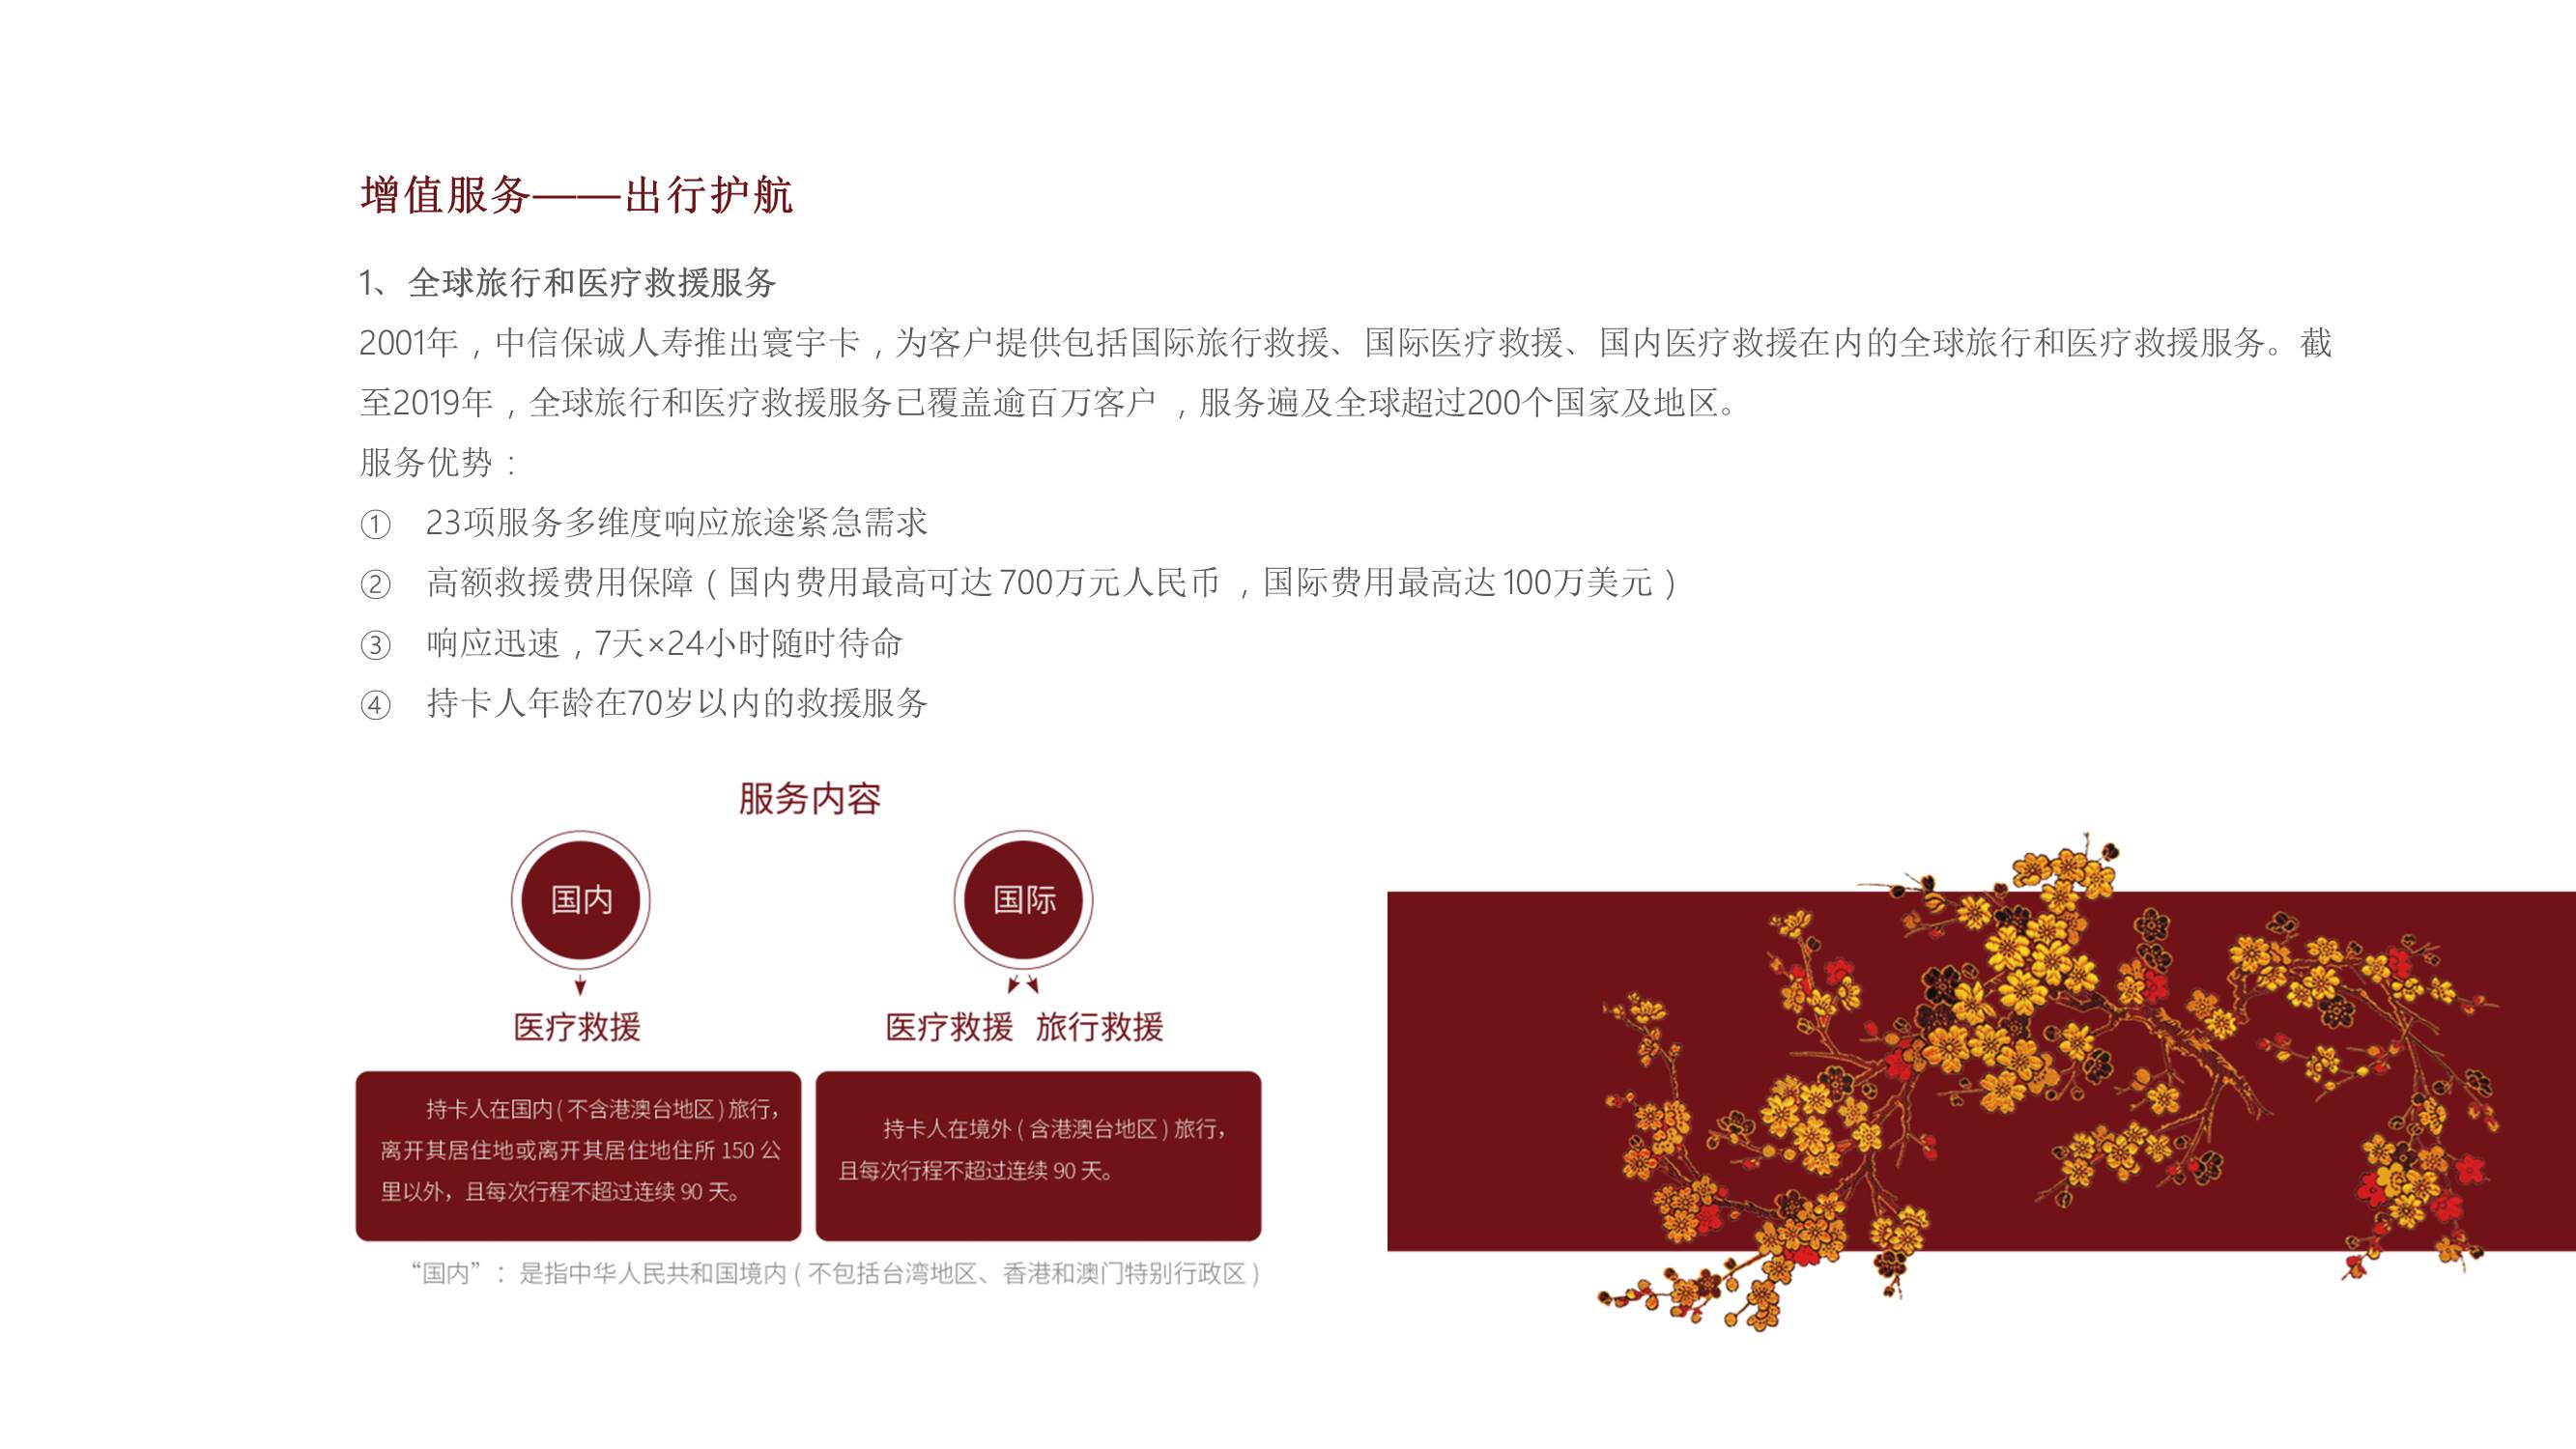 增值服务——出行护航
1、全球旅行和医疗救援服务
2001年，中信保诚人寿推出寰宇卡，为客户提供包括国际旅行救援、国际医疗救援、国内医疗救援在内的全球旅行和医疗救援服务。截
至2019年，全球旅行和医疗救援服务已覆盖逾百万客户，服务遍及全球超过200个国家及地区。
服务优势：
① 23项服务多维度响应旅途紧急需求
② 高额救援费用保障（国内费用最高可达700万元人民币，国际费用最高达100万美元）
③ 响应迅速，7天×24小时随时待命
④ 持卡人年龄在70岁以内的救援服务
服务内容
国内 国际
医疗救援 医疗救援 旅行救援
持卡人在国内(不含港澳台地区)旅行，
离开其居住地或离开其居住地住所 150 公
里以外，且每次行程不超过连续 90 天。
持卡人在境外(含港澳台地区)旅行，
且每次行程不超过连续 90 天。
“国内”：是指中华人民共和国境内(不包括台湾地区、香港和澳门特别行政区)